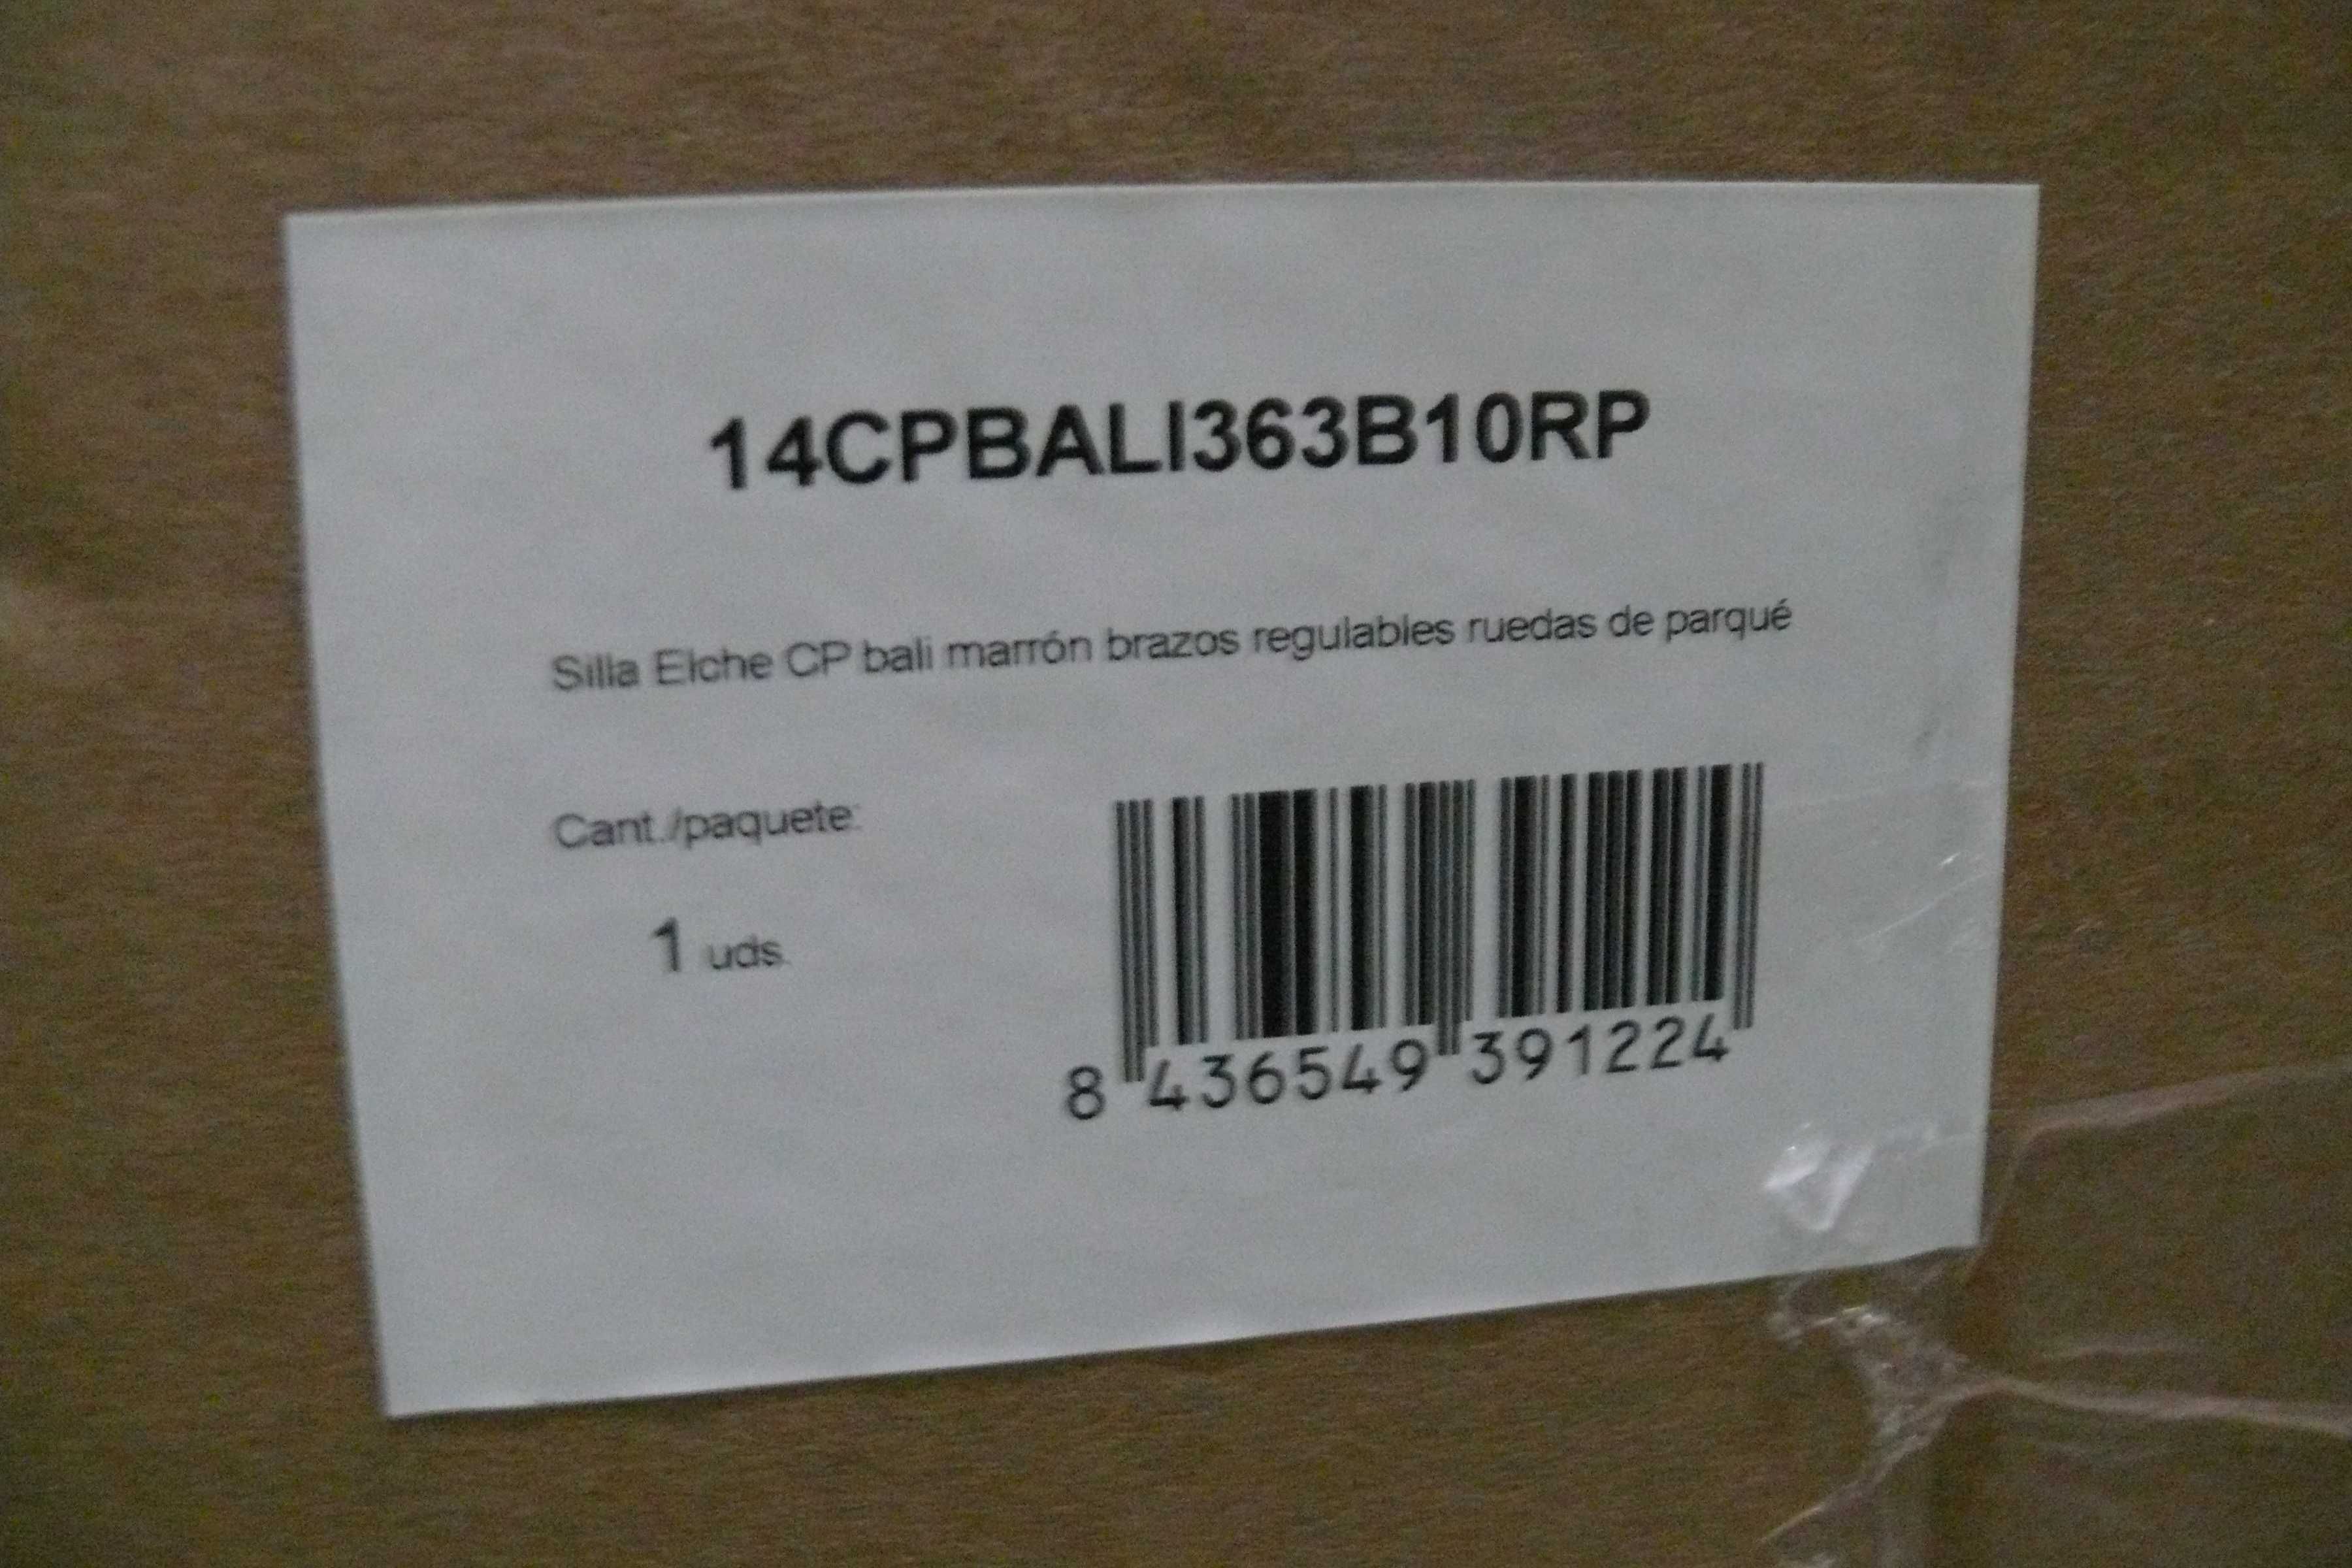 14CPBALI363B10RP
Silla Elche CP bali marrón brazos regulables ruedas de parqué
Cant./paquete:
1 uds.
8 436549 391224